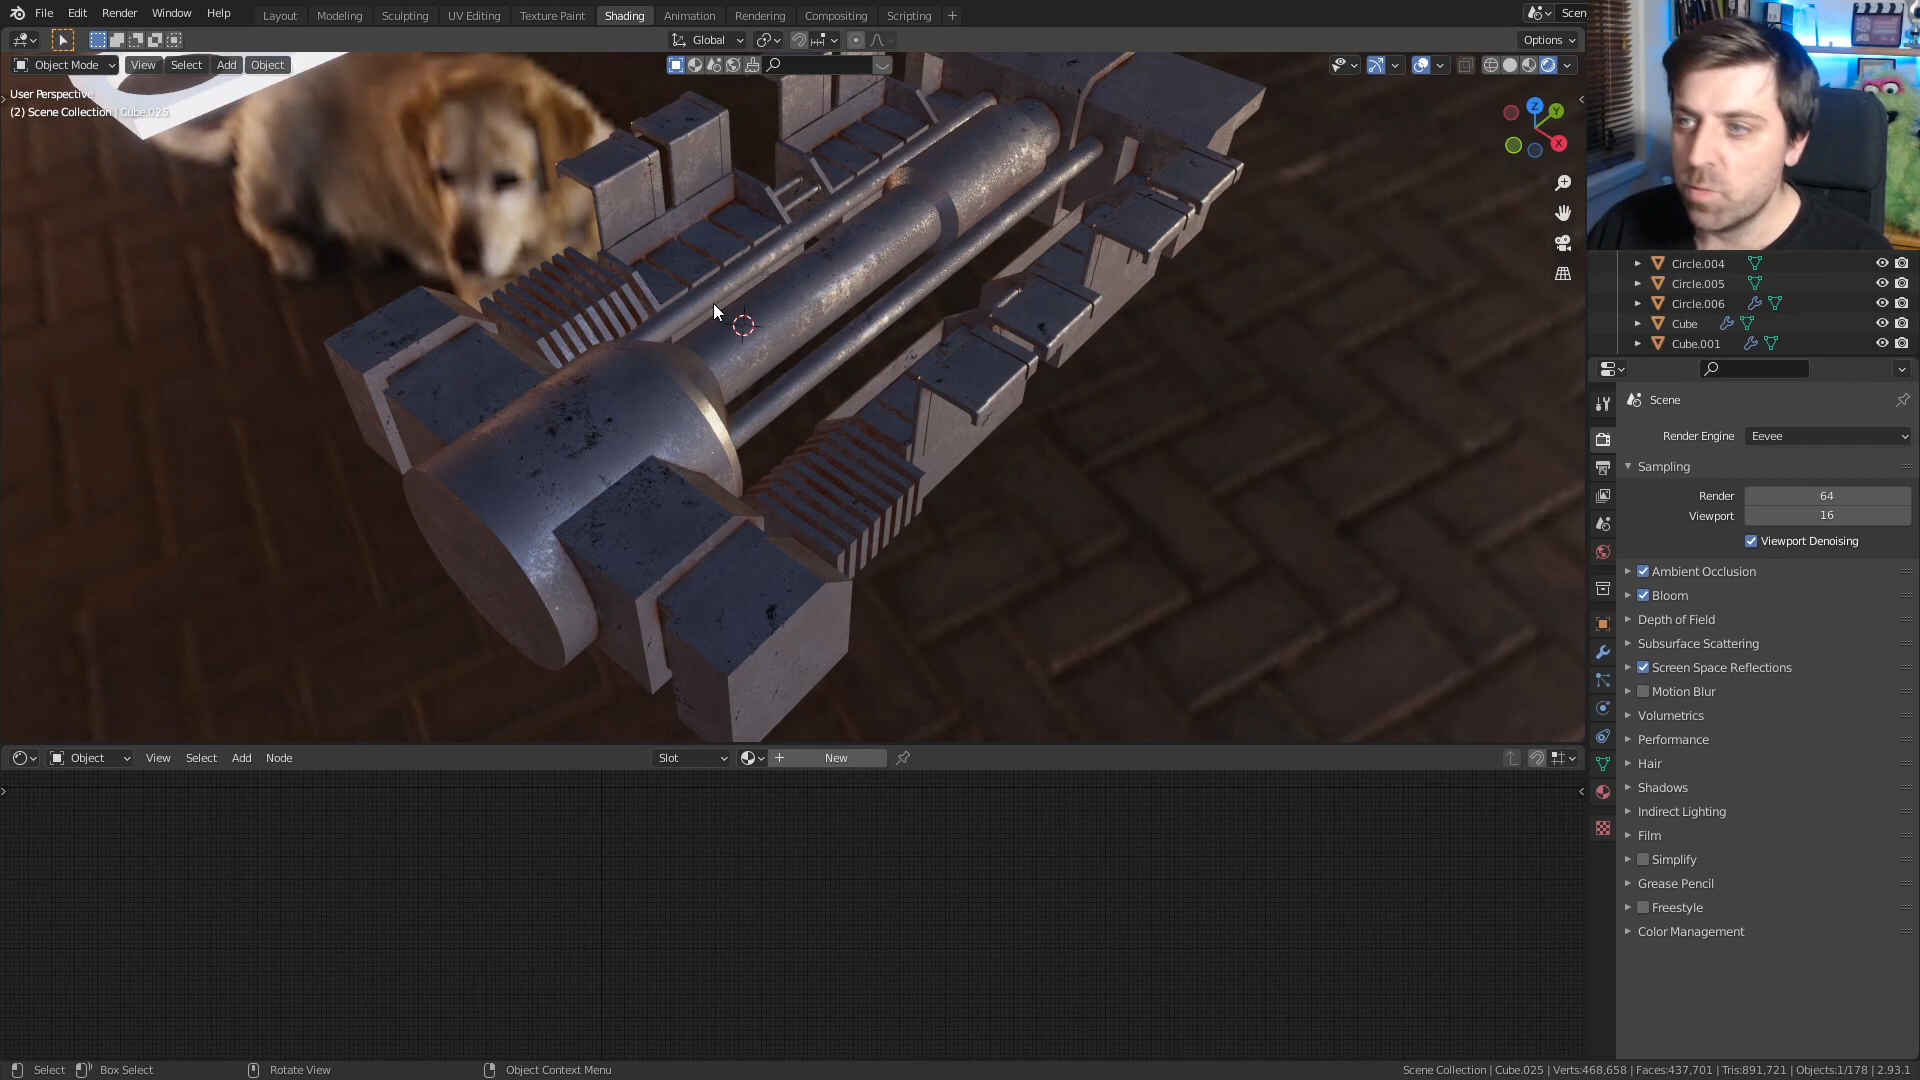 File Edit Render Window Help
Layout Modeling Sculpting UV Editing Texture Paint Shading Animation Rendering Compositing Scripting +
Scen
Global
Options
Object Mode View Select Add Object
User Perspective
(2) Scene Collection | Cube.025
Z
Y
X
Circle.004
Circle.005
Circle.006
Cube
Cube.001
Scene
Render Engine Eevee
Sampling
Render 64
Viewport 16
Viewport Denoising
Ambient Occlusion
Bloom
Depth of Field
Subsurface Scattering
Screen Space Reflections
Motion Blur
Volumetrics
Performance
Hair
Shadows
Indirect Lighting
Film
Simplify
Grease Pencil
Freestyle
Color Management
Object View Select Add Node
Slot
New
Select Box Select Rotate View Object Context Menu
Scene Collection | Cube.025 | Verts:468,658 | Faces:437,701 | Tris:891,721 | Objects:1/178 | 2.93.1